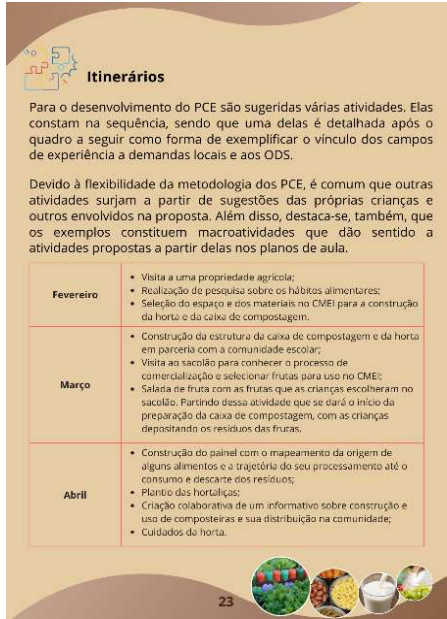 Itinerários
Para o desenvolvimento do PCE são sugeridas várias atividades. Elas
constam na sequência, sendo que uma delas é detalhada após o
quadro a seguir como forma de exemplificar o vínculo dos campos
de experiência a demandas locais e aos ODS.
Devido à flexibilidade da metodologia dos PCE, é comum que outras
atividades surjam a partir de sugestões das próprias crianças e
outros envolvidos na proposta. Além disso, destaca-se, também, que
os exemplos constituem macroatividades que dão sentido a
atividades propostas a partir delas nos planos de aula.
Fevereiro
• Visita a uma propriedade agrícola;
• Realização de pesquisa sobre os hábitos alimentares;
• Seleção do espaço e dos materiais no CMEI para a construção
da horta e da caixa de compostagem.
Março
• Construção da estrutura da caixa de compostagem e da horta
em parceria com a comunidade escolar;
• Visita ao sacolão para conhecer o processo de
comercialização e selecionar frutas para uso no CMEI;
• Salada de fruta com as frutas que as crianças escolheram no
sacolão. Partindo dessa atividade que se dará o início da
preparação da caixa de compostagem, com as crianças
depositando os resíduos das frutas.
Abril
• Construção do painel com o mapeamento da origem de
alguns alimentos e a trajetória do seu processamento até o
consumo e descarte dos resíduos;
• Plantio das hortaliças;
• Criação colaborativa de um informativo sobre construção e
uso de composteiras e sua distribuição na comunidade;
• Cuidados da horta.
23